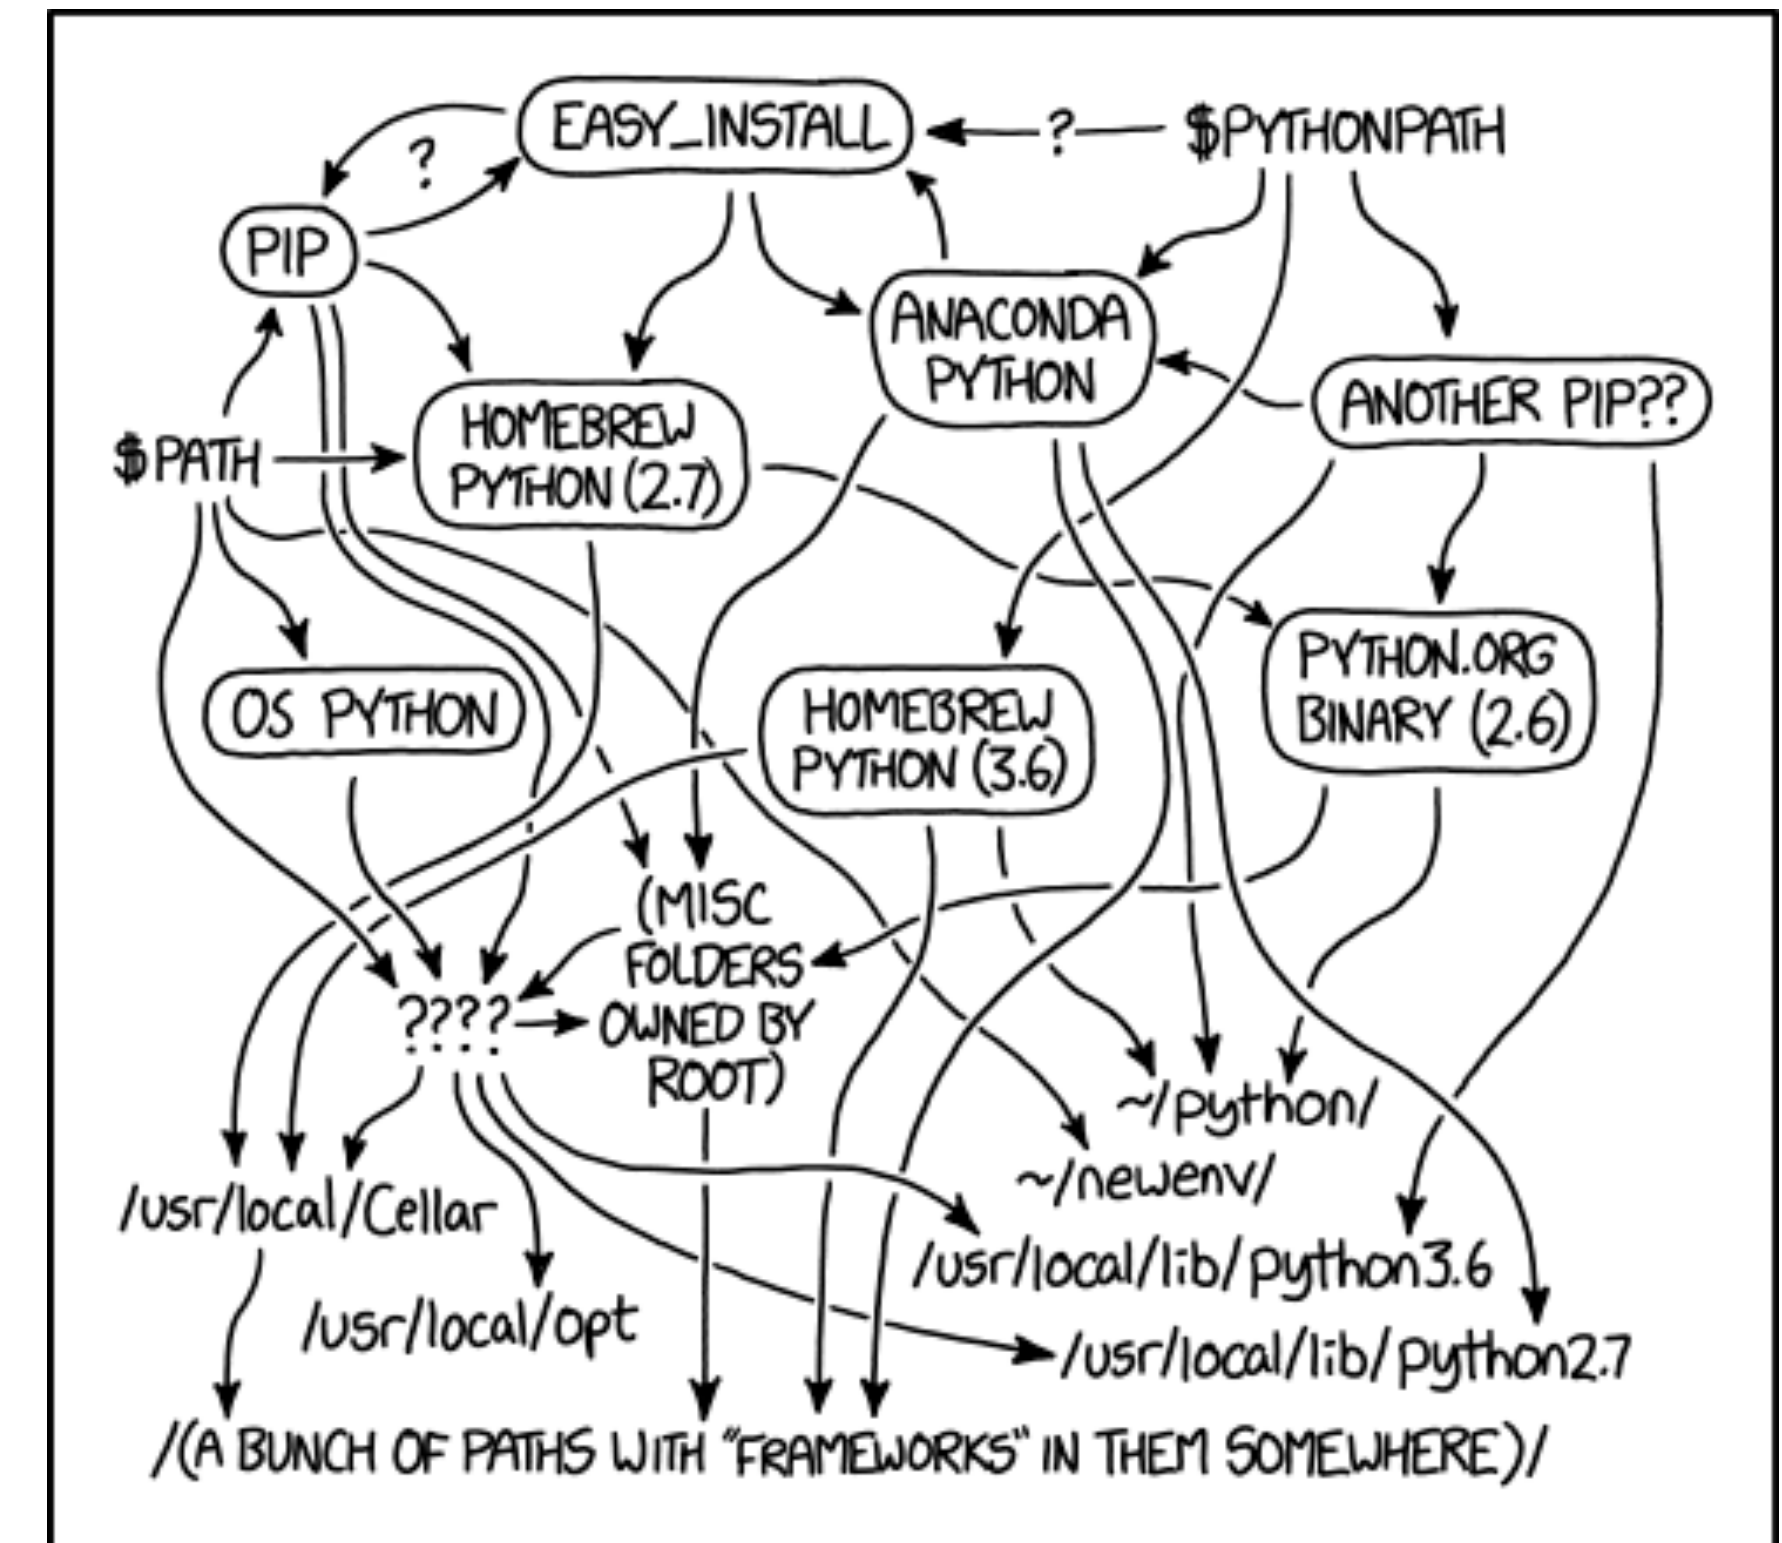 EASY_INSTALL
?
$PYTHONPATH
?
PIP
ANACONDA
PYTHON
ANOTHER PIP??
HOMEBREW
PYTHON (2.7)
$PATH
OS PYTHON
HOMEBREW
PYTHON (3.6)
PYTHON.ORG
BINARY (2.6)
(MISC
FOLDERS
OWNED BY
ROOT)
????
~/python/
~/newenv/
/usr/local/Cellar
/usr/local/lib/python3.6
/usr/local/opt
/usr/local/lib/python2.7
/(A BUNCH OF PATHS WITH "FRAMEWORKS" IN THEM SOMEWHERE)/